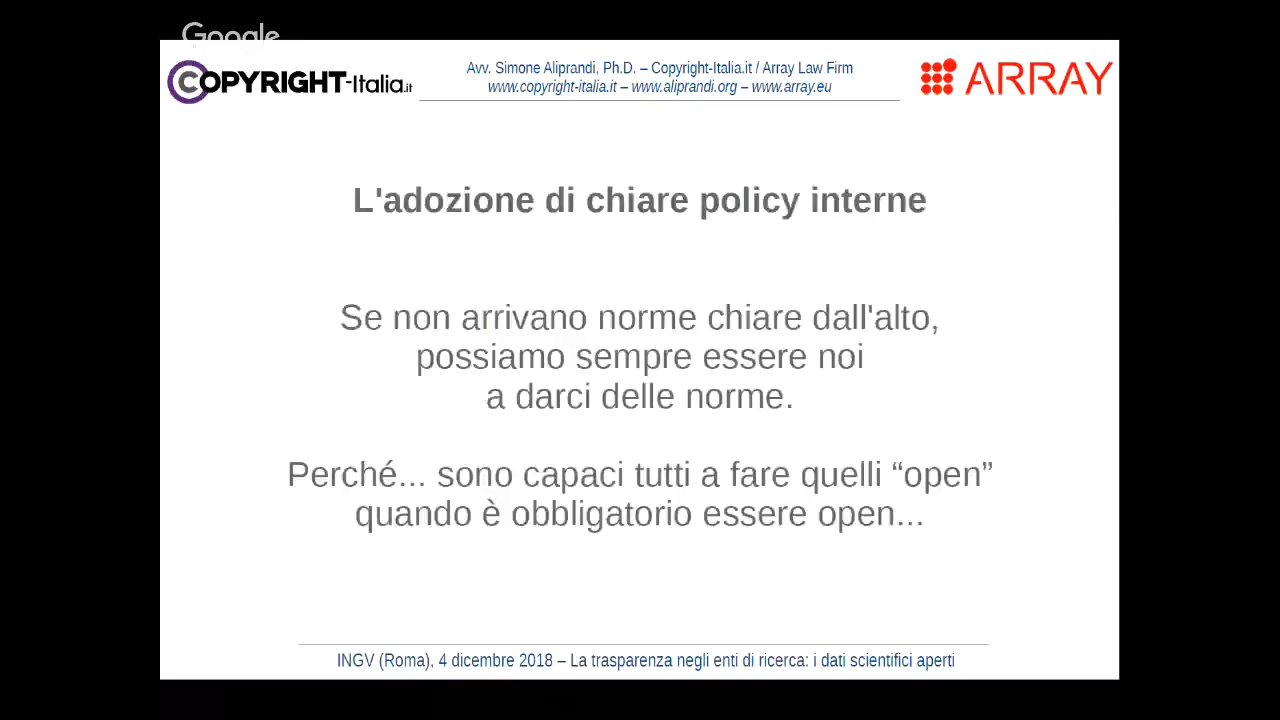 Google
COPYRIGHT-Italia.it
Avv. Simone Aliprandi, Ph.D. – Copyright-Italia.it / Array Law Firm
www.copyright-italia.it – www.aliprandi.org – www.array.eu
ARRAY
L'adozione di chiare policy interne
Se non arrivano norme chiare dall'alto,
possiamo sempre essere noi
a darci delle norme.
Perché... sono capaci tutti a fare quelli “open”
quando è obbligatorio essere open...
INGV (Roma), 4 dicembre 2018 – La trasparenza negli enti di ricerca: i dati scientifici aperti